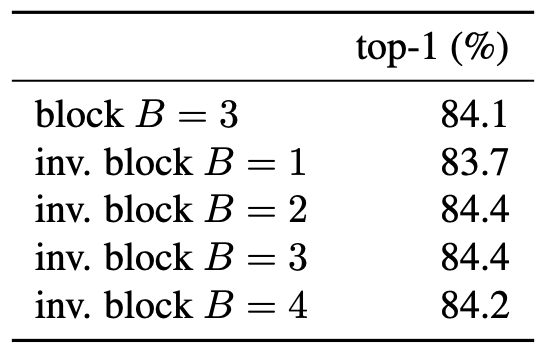 top-1 (%)
block B = 3 84.1
inv. block B = 1 83.7
inv. block B = 2 84.4
inv. block B = 3 84.4
inv. block B = 4 84.2